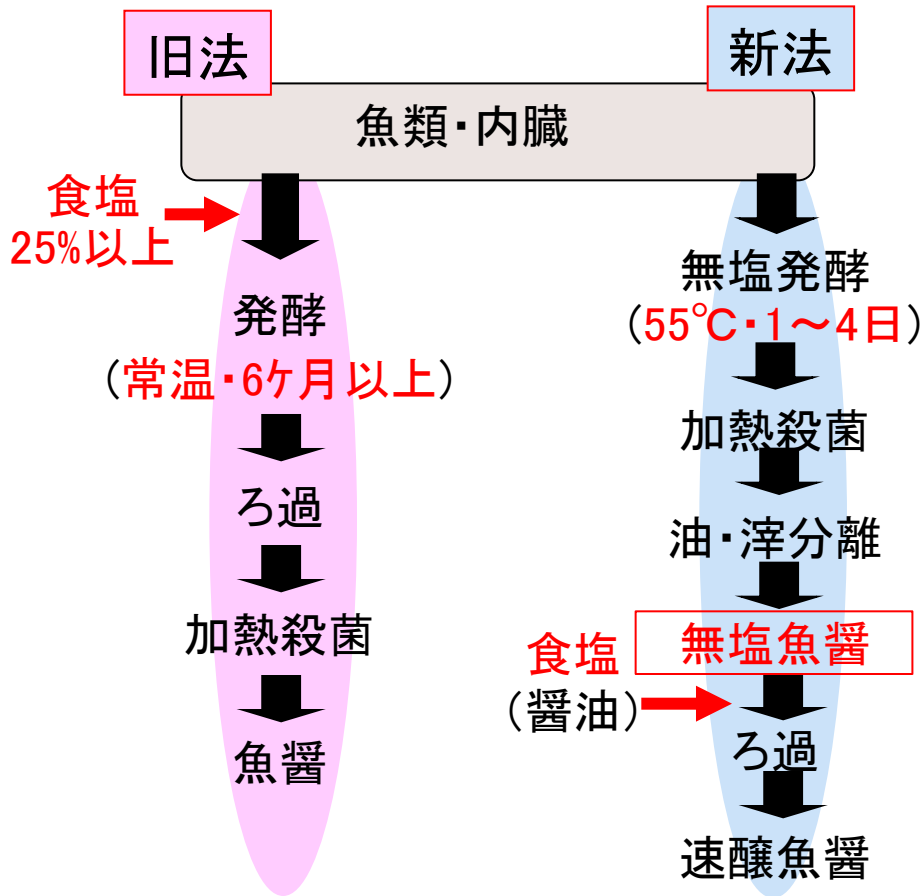 旧法
新法
魚類・内臓
食塩
25%以上
発酵
（常温・6ヶ月以上）
ろ過
加熱殺菌
魚醤
無塩発酵
（55℃・1～4日）
加熱殺菌
油・滓分離
無塩魚醤
食塩
（醤油）
ろ過
速醸魚醤